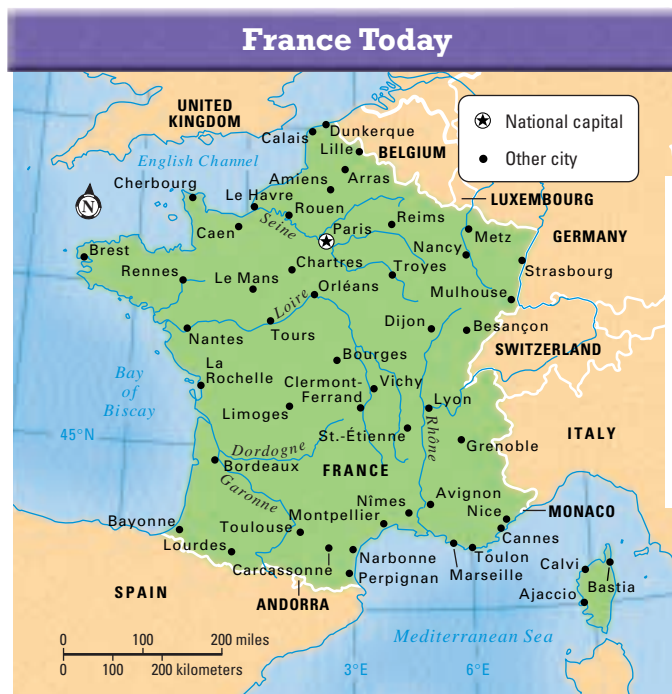 France Today
UNITED
KINGDOM
National capital
Other city
Calais
Dunkerque
Lille
BELGIUM
English Channel
Arras
Amiens
Cherbourg
Le Havre
LUXEMBOURG
N
Rouen
Reims
Seine
Caen
Paris
Metz
GERMANY
Brest
Nancy
Strasbourg
Rennes
Chartres
Troyes
Le Mans
Orléans
Mulhouse
Loire
Dijon
Besançon
Nantes
Tours
SWITZERLAND
Bourges
La
Rochelle
Bay
of
Biscay
Clermont-
Ferrand
Vichy
Lyon
Limoges
45°N
St.-Étienne
Rhône
ITALY
Grenoble
Dordogne
Bordeaux
FRANCE
Garonne
Avignon
Nîmes
Nice
MONACO
Bayonne
Montpellier
Toulouse
Cannes
Lourdes
Narbonne
Toulon
Calvi
Carcassonne
Perpignan
Marseille
Bastia
SPAIN
ANDORRA
Ajaccio
Mediterranean Sea
0 100 200 miles
0 100 200 kilometers
3°E
6°E